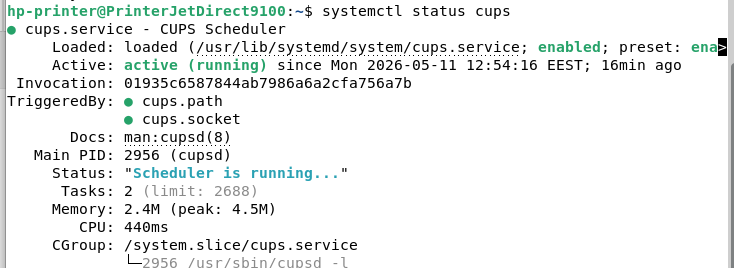 hp-printer@PrinterJetDirect9100:~$ systemctl status cups
● cups.service - CUPS Scheduler
Loaded: loaded (/usr/lib/systemd/system/cups.service; enabled; preset: ena>
Active: active (running) since Mon 2026-05-11 12:54:16 EEST; 16min ago
Invocation: 01935c6587844ab7986a6a2cfa756a7b
TriggeredBy: ● cups.path
● cups.socket
Docs: man:cupsd(8)
Main PID: 2956 (cupsd)
Status: "Scheduler is running..."
Tasks: 2 (limit: 2688)
Memory: 2.4M (peak: 4.5M)
CPU: 440ms
CGroup: /system.slice/cups.service
└─2956 /usr/sbin/cupsd -l